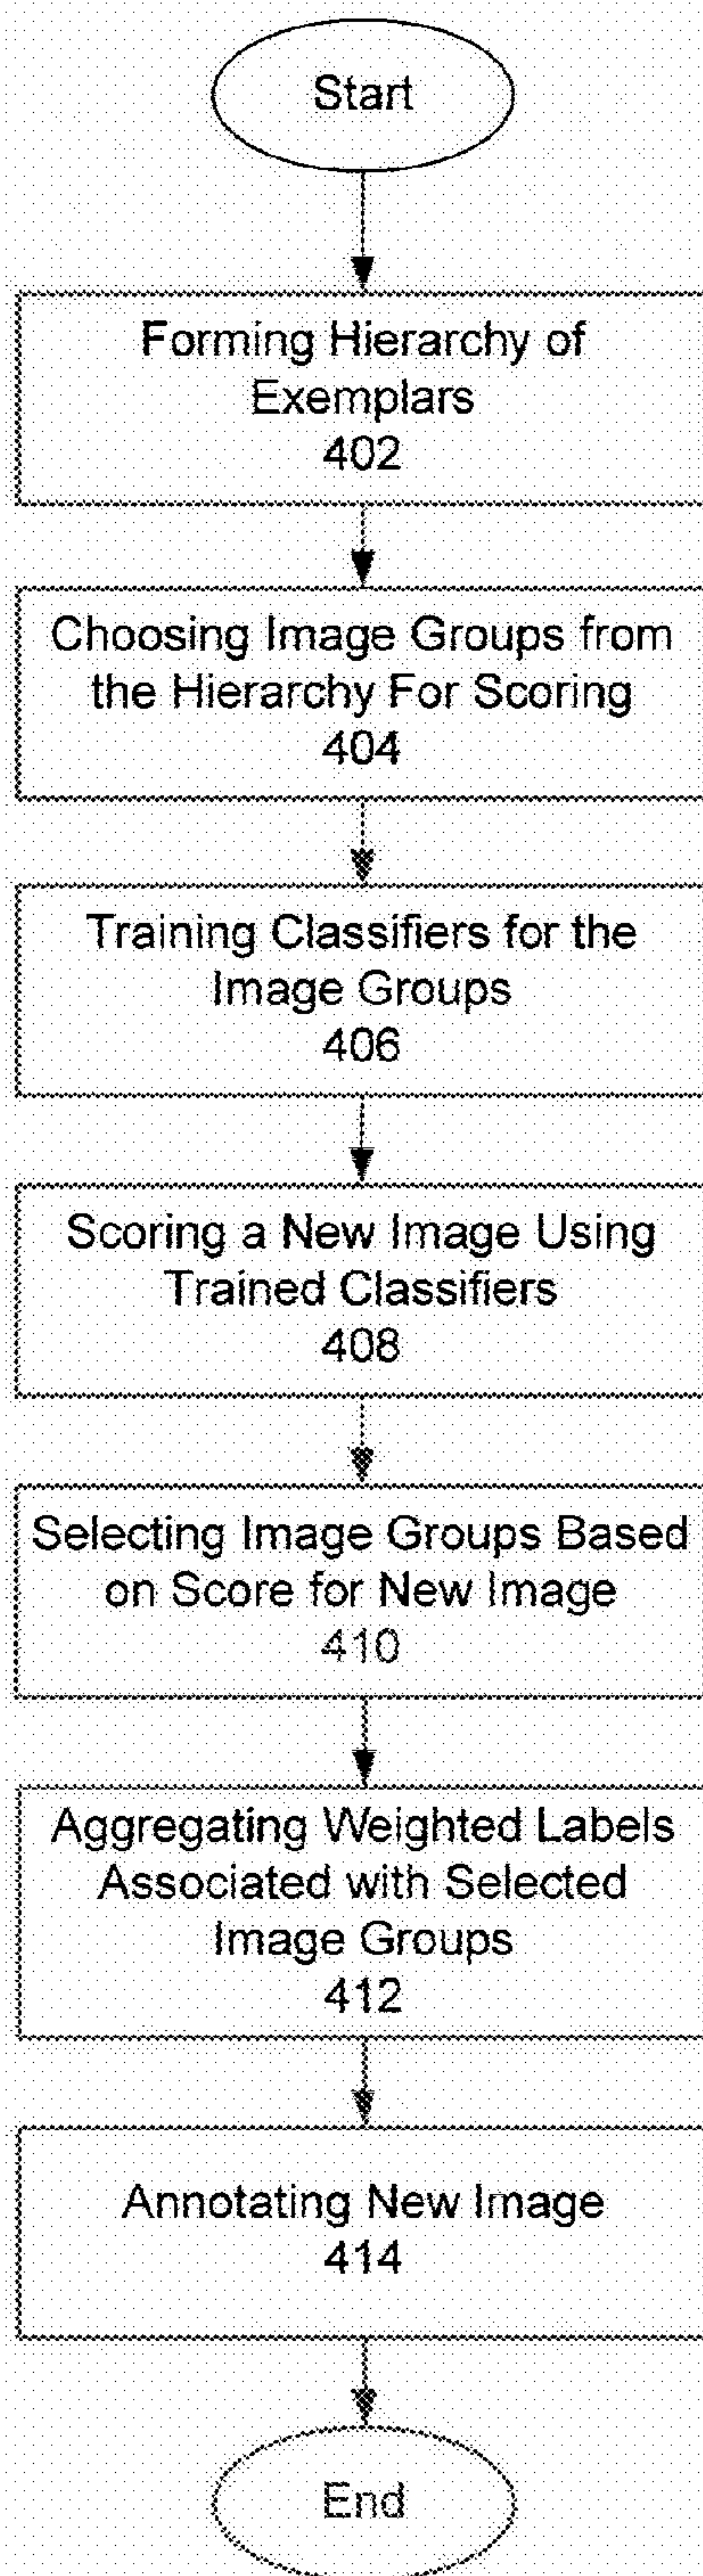 Start
Forming Hierarchy of
Exemplars
402
Choosing Image Groups from
the Hierarchy For Scoring
404
Training Classifiers for the
Image Groups
406
Scoring a New Image Using
Trained Classifiers
408
Selecting Image Groups Based
on Score for New Image
410
Aggregating Weighted Labels
Associated with Selected
Image Groups
412
Annotating New Image
414
End